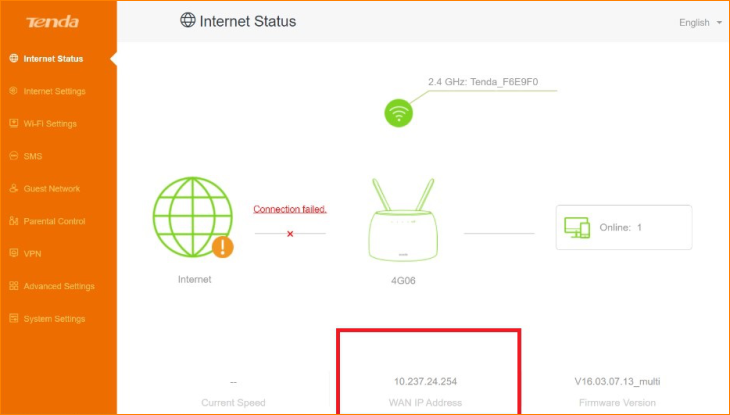 Tenda
Internet Status
English
Internet Status
Internet Settings
Wi-Fi Settings
SMS
Guest Network
Parental Control
VPN
Advanced Settings
System Settings
2.4 GHz: Tenda_F6E9F0
Connection failed.
Online: 1
Internet
4G06
--
10.237.24.254
V16.03.07.13_multi
Current Speed
WAN IP Address
Firmware Version